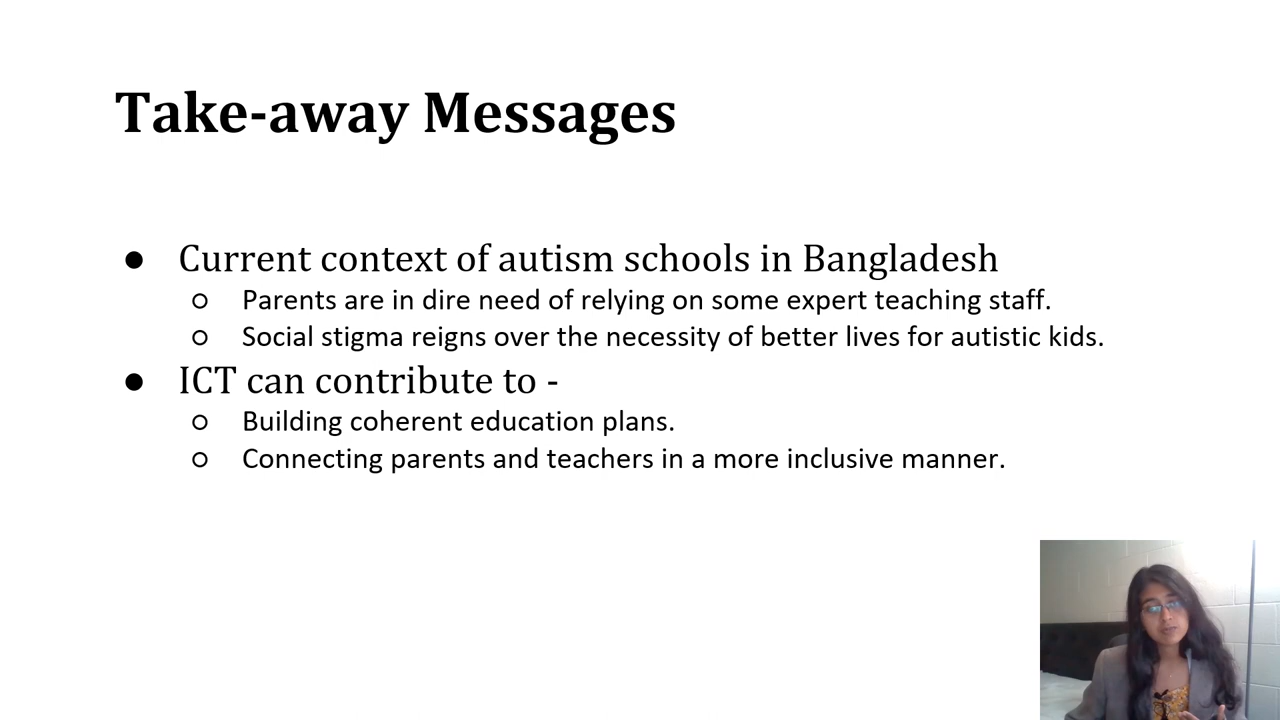 Take-away Messages
● Current context of autism schools in Bangladesh
○ Parents are in dire need of relying on some expert teaching staff.
○ Social stigma reigns over the necessity of better lives for autistic kids.
● ICT can contribute to -
○ Building coherent education plans.
○ Connecting parents and teachers in a more inclusive manner.